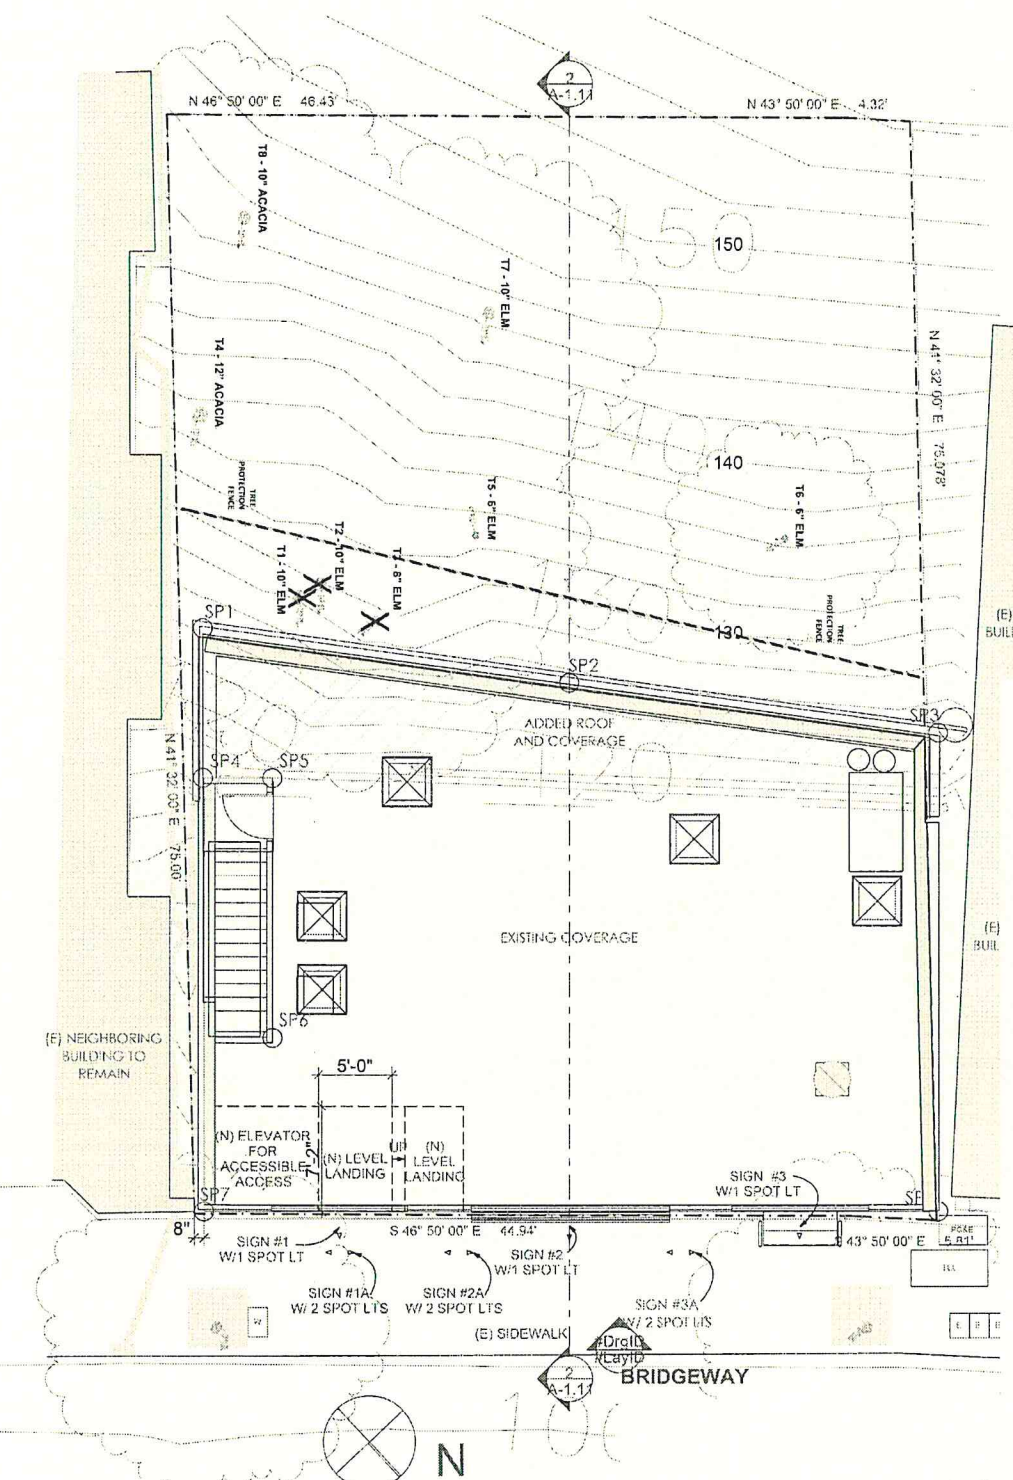 2
A-1.11
N 46° 50' 00" E 46.43'
N 43° 50' 00" E 4.32'
T8 - 10" ACACIA
150
150
T7 - 10" ELM
N 41° 32' 00" E 75.078'
T4 - 12" ACACIA
140
140
TREE
PROTECTION
FENCE
T5 - 6" ELM
T6 - 6" ELM
T2 - 10" ELM
T1 - 10" ELM
T3 - 8" ELM
130
130
TREE
PROTECTION
FENCE
(E)
SP1
SP2
SP3
ADDED ROOF
AND COVERAGE
120
SP4
SP5
N 41° 32' 00" E 75.00'
EXISTING COVERAGE
(E)
SP6
(E) NEIGHBORING
BUILDING TO
REMAIN
5'-0"
7'-2"
(N) ELEVATOR
FOR
ACCESSIBLE
ACCESS
(N) LEVEL
LANDING
UP
(N)
LEVEL
LANDING
SIGN #3
W/1 SPOT LT
SP7
8"
S 46° 50' 00" E 44.94'
43° 50' 00" E 5.81'
SIGN #1
W/1 SPOT LT
SIGN #2
W/1 SPOT LT
SIGN #1A
W/ 2 SPOT LTS
SIGN #2A
W/ 2 SPOT LTS
SIGN #3A
W/ 2 SPOT LTS
W
(E) SIDEWALK
#DrgID
#LayID
2
A-1.11
BRIDGEWAY
N